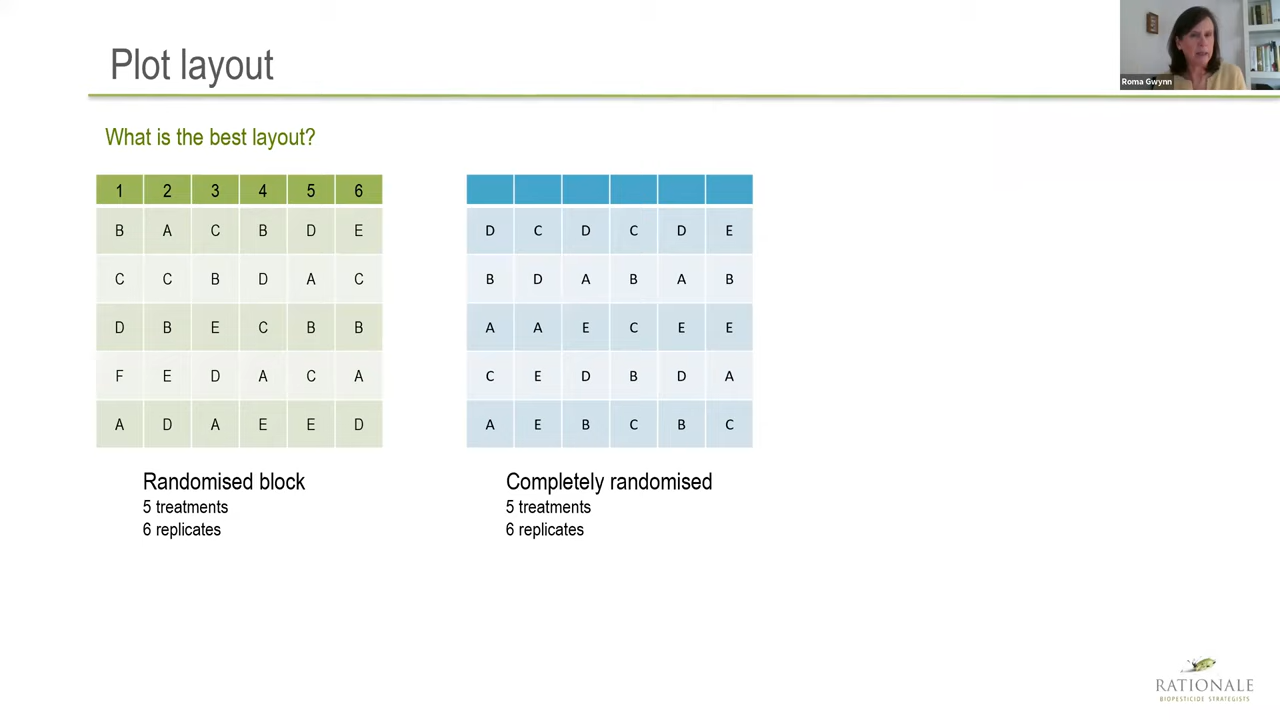 Plot layout
Roma Gwynn
What is the best layout?
1 2 3 4 5 6
B A C B D E
C C B D A C
D B E C B B
F E D A C A
A D A E E D
D C D C D E
B D A B A B
A A E C E E
C E D B D A
A E B C B C
Randomised block
5 treatments
6 replicates
Completely randomised
5 treatments
6 replicates
RATIONALE
BIOPESTICIDE STRATEGISTS